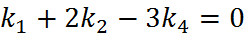 k₁ + 2k₂ − 3k₄ = 0